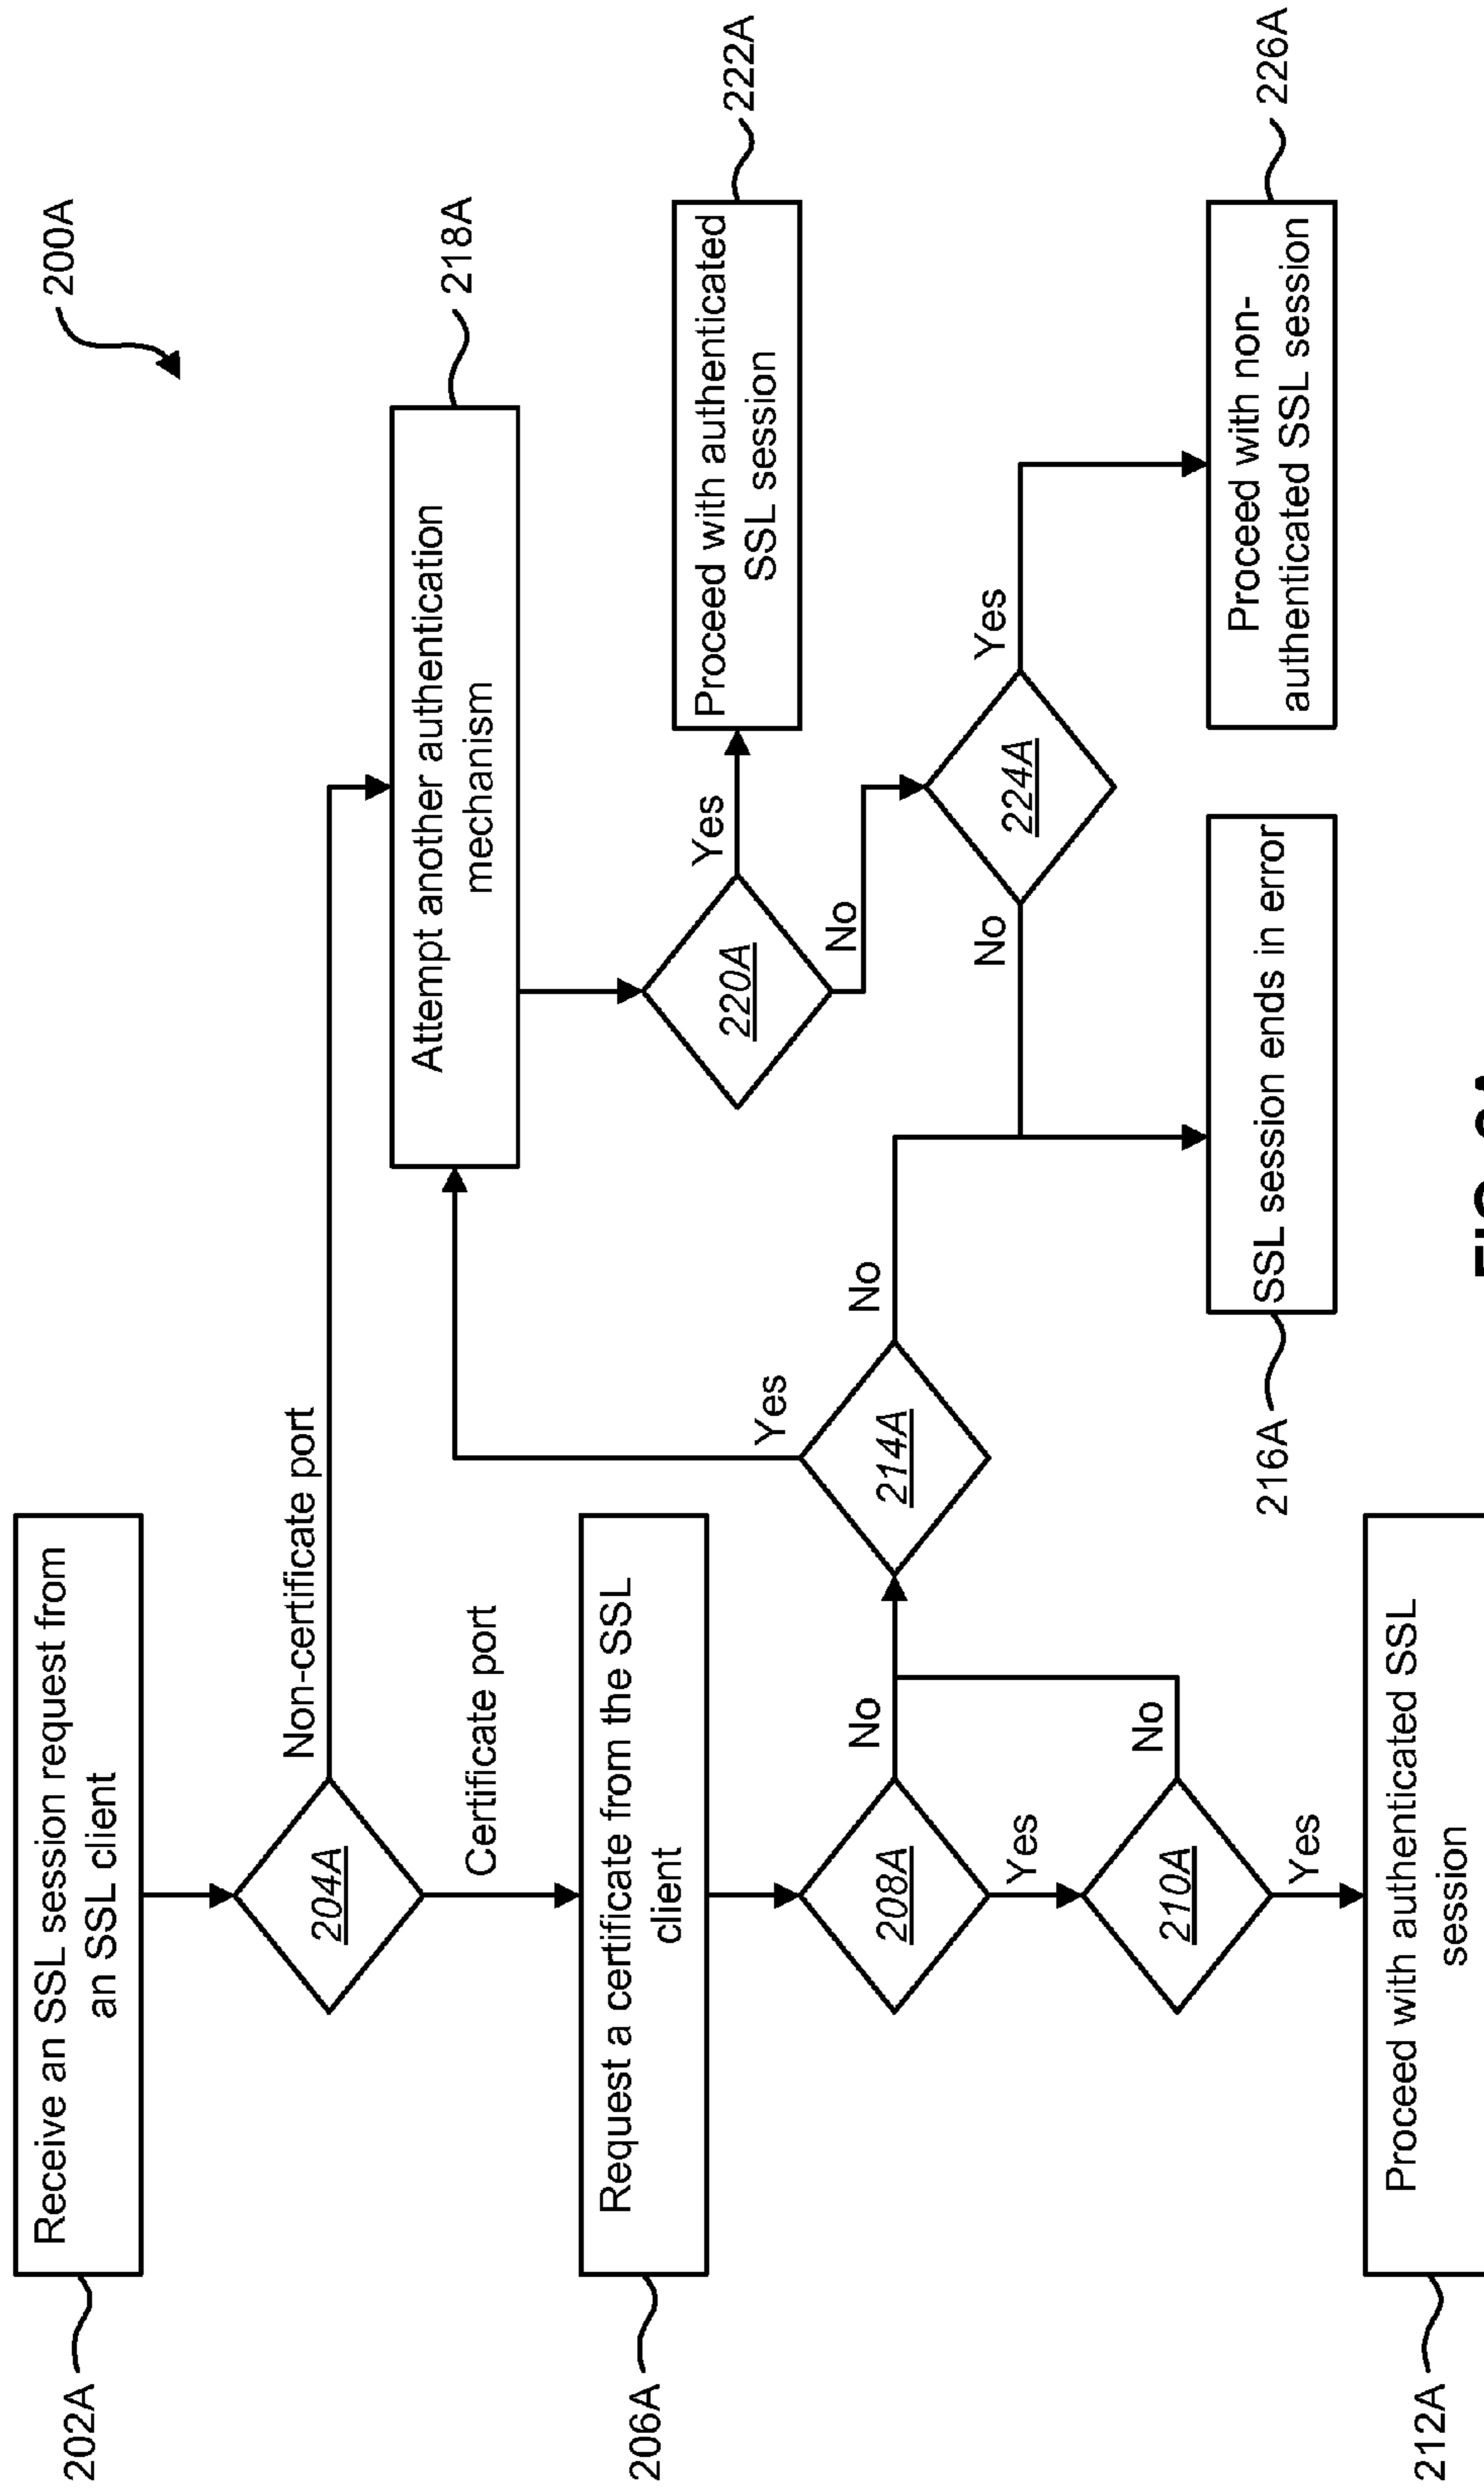 200A
202A
Receive an SSL session request from
an SSL client
204A
Non-certificate port
Certificate port
218A
Attempt another authentication
mechanism
206A
Request a certificate from the SSL
client
220A
Yes
No
222A
Proceed with authenticated
SSL session
208A
No
Yes
214A
Yes
No
224A
No
Yes
210A
No
Yes
216A
SSL session ends in error
226A
Proceed with non-
authenticated SSL session
212A
Proceed with authenticated SSL
session